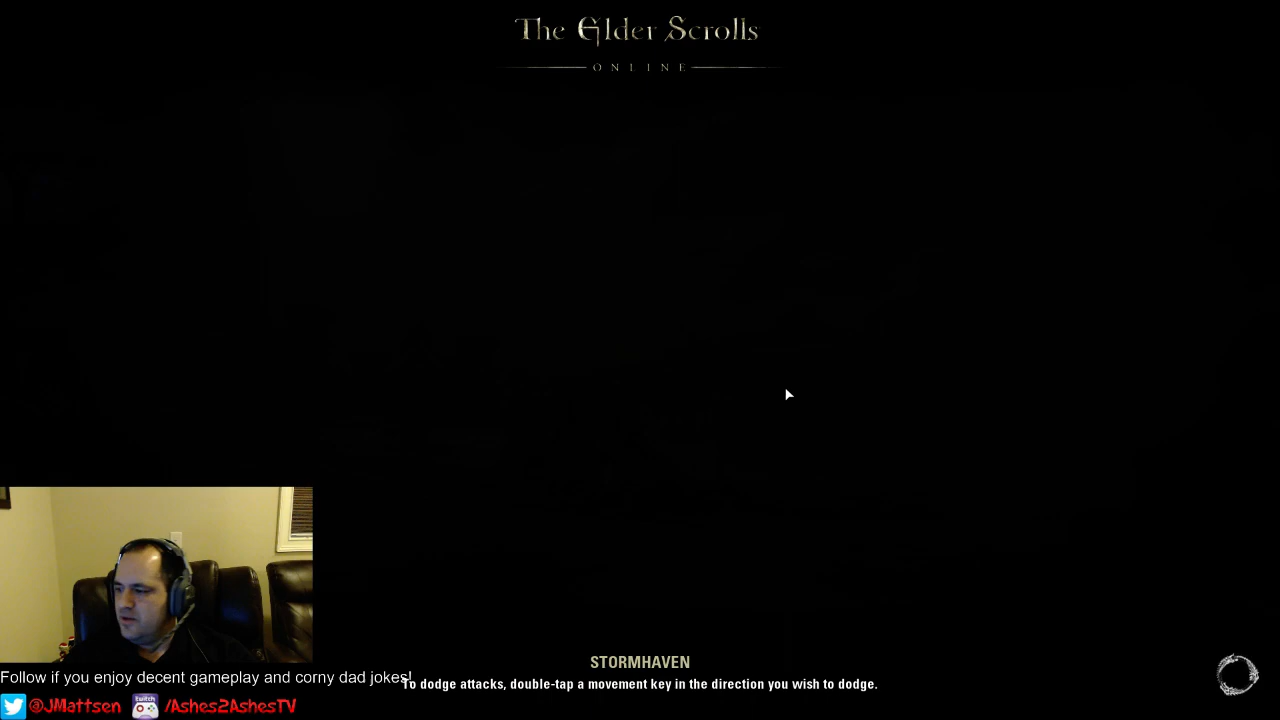 The Elder Scrolls
ONLINE
STORMHAVEN
To dodge attacks, double-tap a movement key in the direction you wish to dodge.
Follow if you enjoy decent gameplay and corny dad jokes!
@JMattsen
twitch
/Ashes2AshesTV